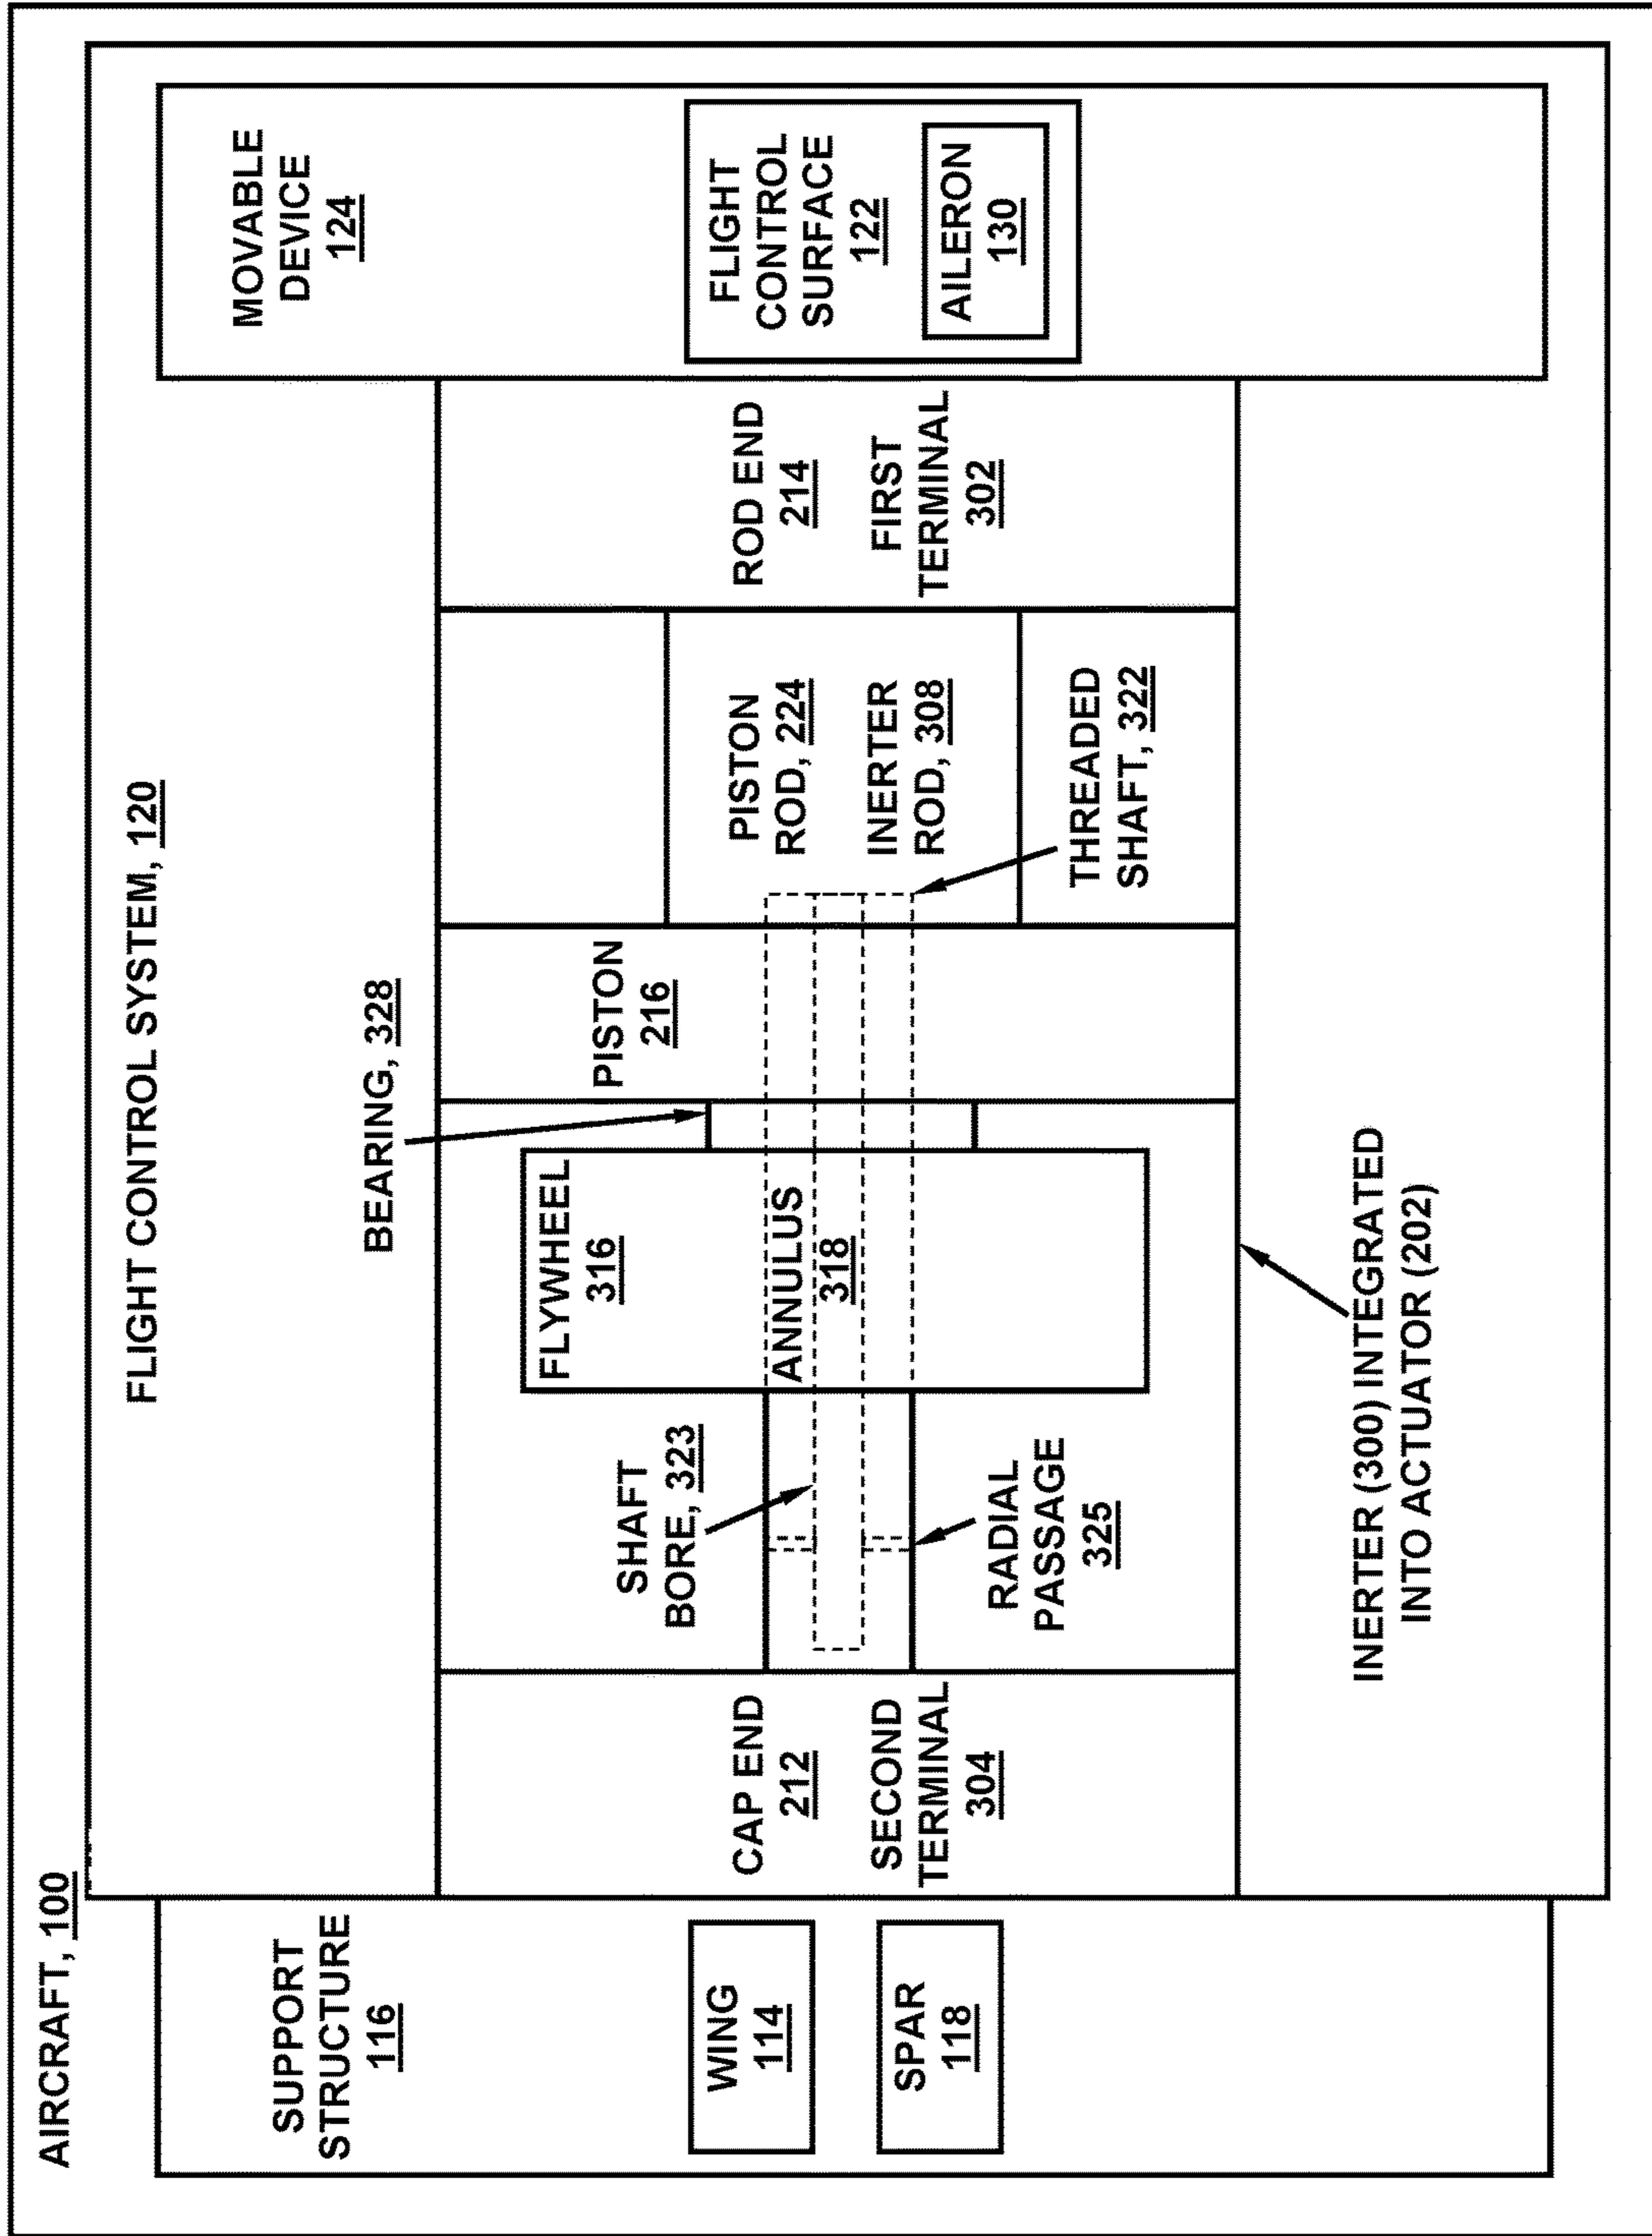 AIRCRAFT, 100
SUPPORT
STRUCTURE
116
WING
114
SPAR
118
FLIGHT CONTROL SYSTEM, 120
BEARING, 328
CAP END
212
SECOND
TERMINAL
304
SHAFT
BORE, 323
RADIAL
PASSAGE
325
FLYWHEEL
316
ANNULUS
318
PISTON
216
PISTON
ROD, 224
INERTER
ROD, 308
THREADED
SHAFT, 322
ROD END
214
FIRST
TERMINAL
302
MOVABLE
DEVICE
124
FLIGHT
CONTROL
SURFACE
122
AILERON
130
INERTER (300) INTEGRATED
INTO ACTUATOR (202)